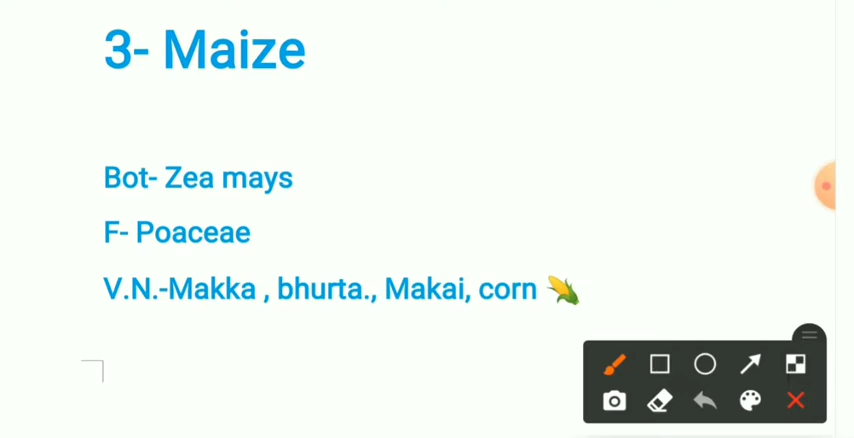 3- Maize
Bot- Zea mays
F- Poaceae
V.N.-Makka , bhurta., Makai, corn 🌽